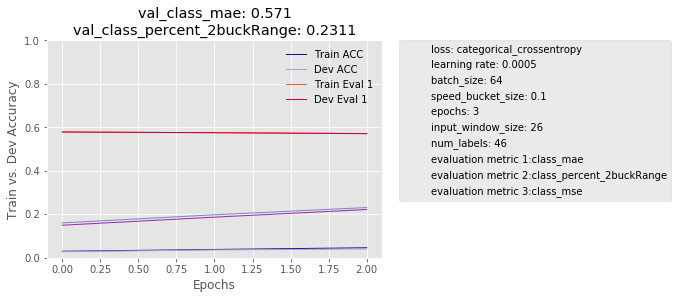 val_class_mae: 0.571
val_class_percent_2buckRange: 0.2311
Train vs. Dev Accuracy
1.0
0.8
0.6
0.4
0.2
0.0
Train ACC
Dev ACC
Train Eval 1
Dev Eval 1
0.00 0.25 0.50 0.75 1.00 1.25 1.50 1.75 2.00
Epochs
loss: categorical_crossentropy
learning rate: 0.0005
batch_size: 64
speed_bucket_size: 0.1
epochs: 3
input_window_size: 26
num_labels: 46
evaluation metric 1:class_mae
evaluation metric 2:class_percent_2buckRange
evaluation metric 3:class_mse